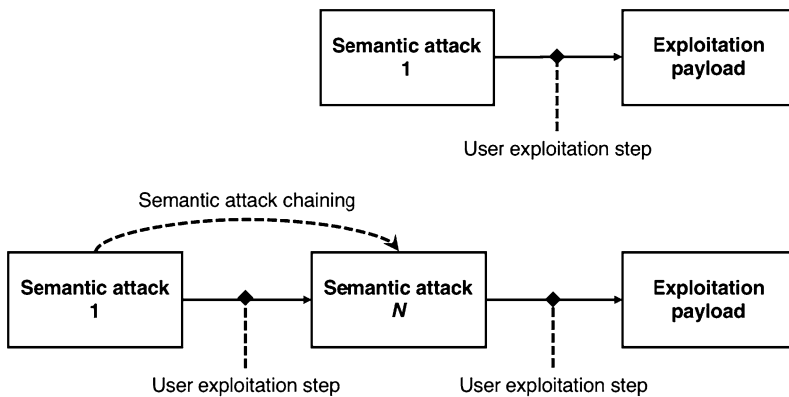 Semantic attack
1
Exploitation
payload
User exploitation step
Semantic attack chaining
Semantic attack
1
Semantic attack
N
Exploitation
payload
User exploitation step
User exploitation step